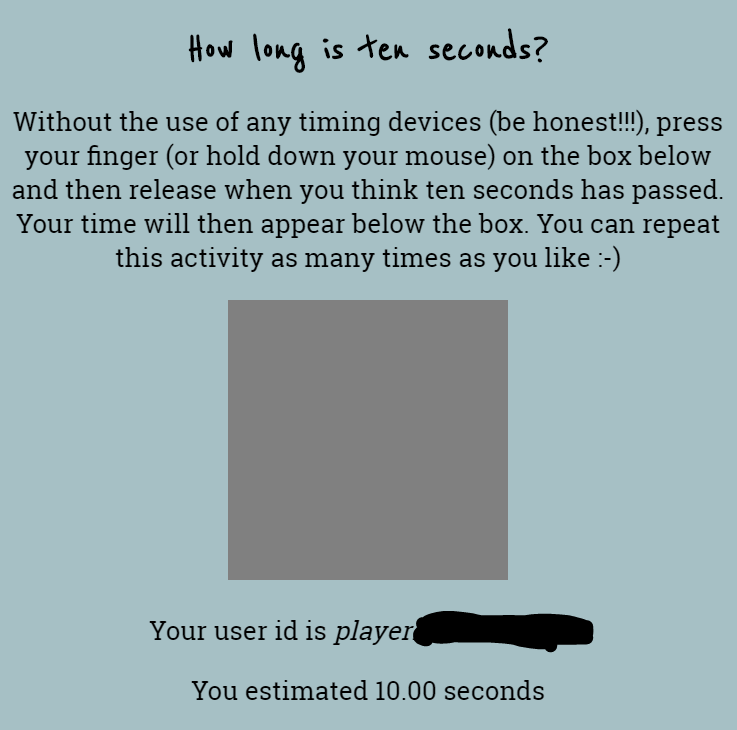 How long is ten seconds?
Without the use of any timing devices (be honest!!!), press
your finger (or hold down your mouse) on the box below
and then release when you think ten seconds has passed.
Your time will then appear below the box. You can repeat
this activity as many times as you like :-)
Your user id is player
You estimated 10.00 seconds